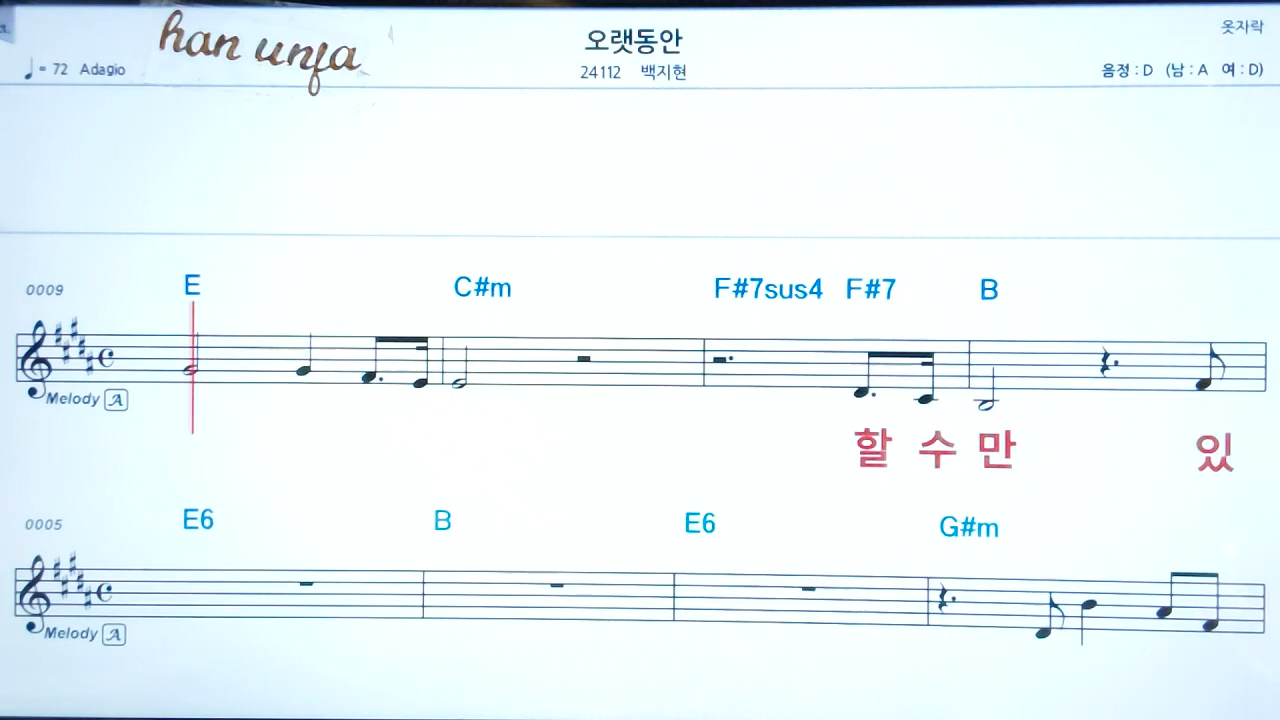 han unja
오랫동안
옷자락
♩ = 72 Adagio
24112 백지현
음정 : D (남 : A 여 : D)
0009
E C#m F#7sus4 F#7 B
Melody A
할 수 만 있
0005
E6 B E6 G#m
Melody A